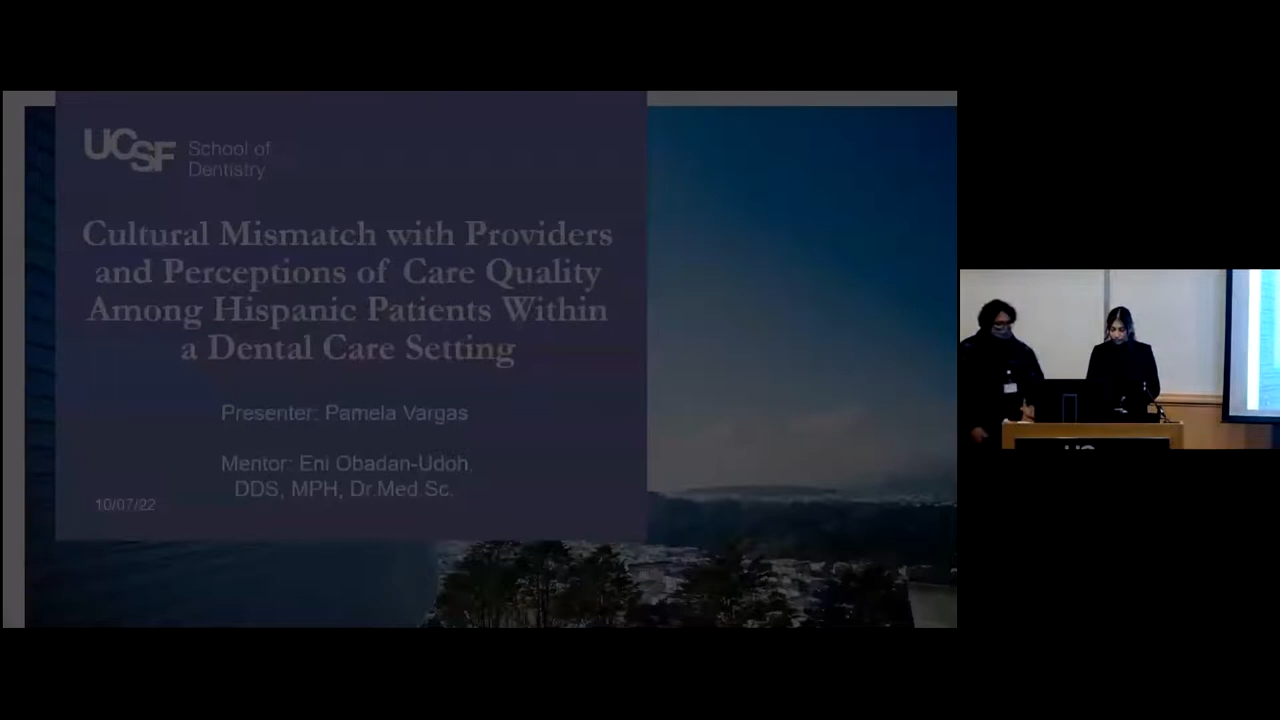 UCSF School of
Dentistry
Cultural Mismatch with Providers
and Perceptions of Care Quality
Among Hispanic Patients Within
a Dental Care Setting
Presenter: Pamela Vargas
Mentor: Eni Obadan-Udoh,
DDS, MPH, Dr.Med.Sc.
10/07/22